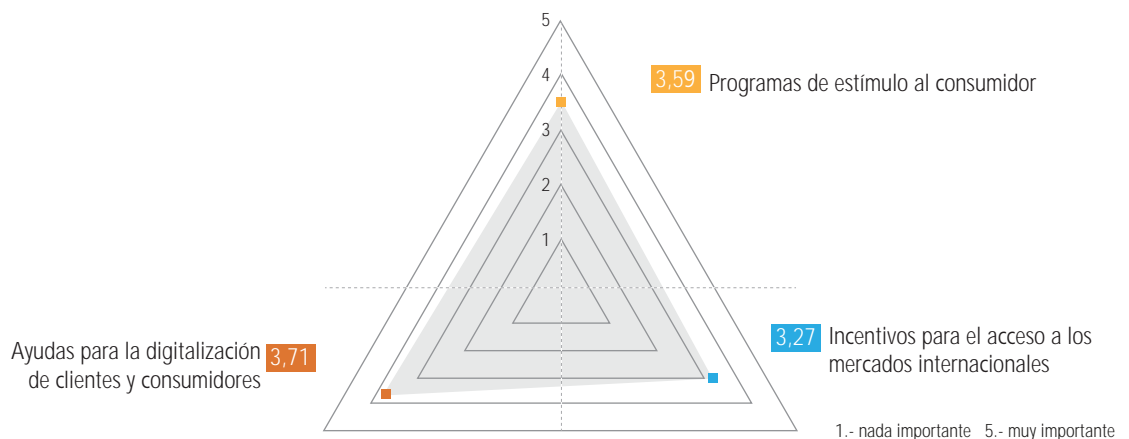 5
4
3
2
1
3,59 Programas de estímulo al consumidor
3,27 Incentivos para el acceso a los
mercados internacionales
Ayudas para la digitalización 3,71
de clientes y consumidores
1.- nada importante 5.- muy importante